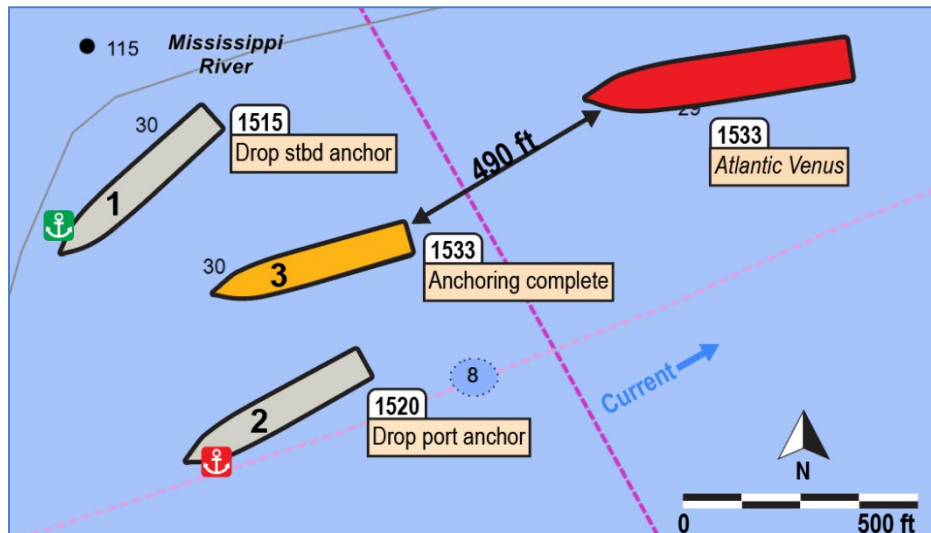 115
Mississippi
River
30
1515
Drop stbd anchor
1
490 ft
29
1533
Atlantic Venus
30
3
1533
Anchoring complete
8
Current
2
1520
Drop port anchor
N
0
500 ft